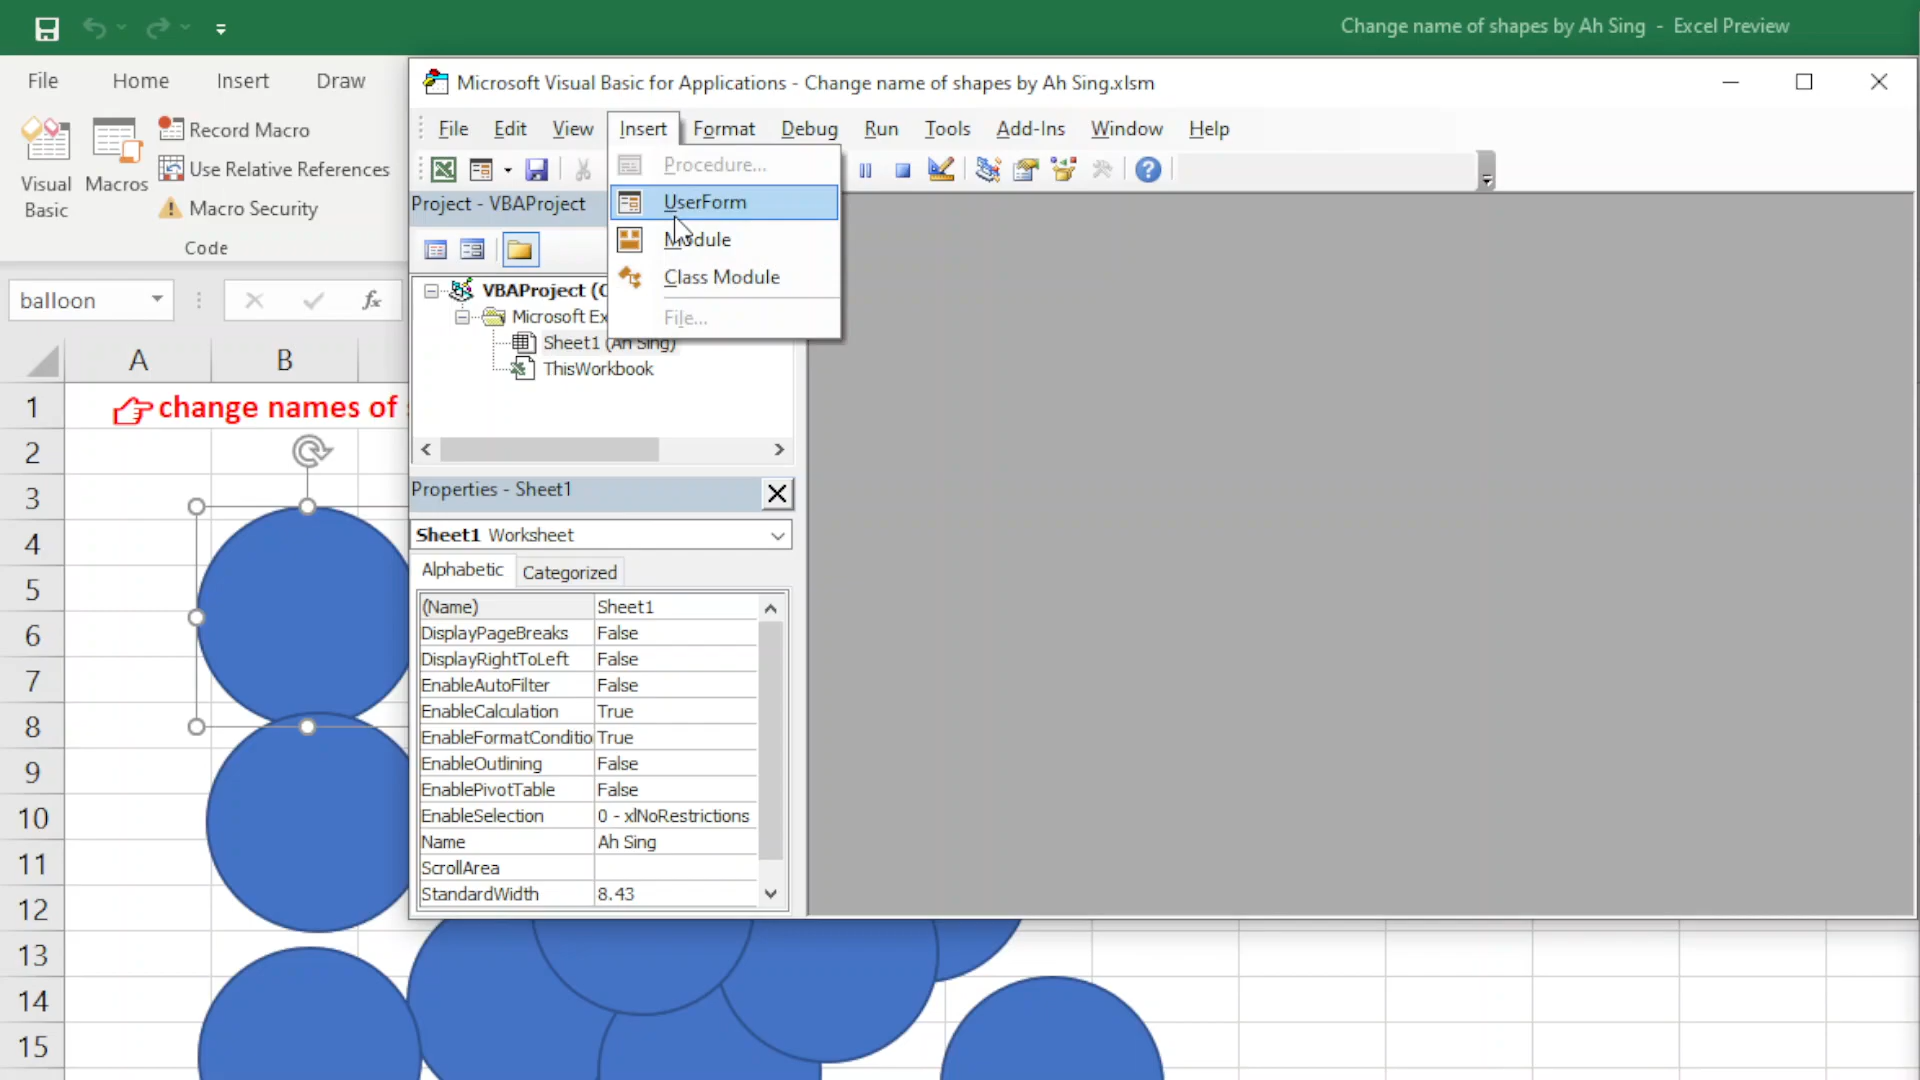 Change name of shapes by Ah Sing - Excel Preview
File Home Insert Draw
Visual Basic
Macros
Record Macro
Use Relative References
Macro Security
Code
balloon
fx
A B
1 change names of
2
3
4
5
6
7
8
9
10
11
12
13
14
15
Microsoft Visual Basic for Applications - Change name of shapes by Ah Sing.xlsm
File Edit View Insert Format Debug Run Tools Add-Ins Window Help
Procedure...
UserForm
Module
Class Module
File...
Project - VBAProject
VBAProject (
Microsoft Ex
Sheet1 (Ah Sing)
ThisWorkbook
Properties - Sheet1
Sheet1 Worksheet
Alphabetic Categorized
(Name) Sheet1
DisplayPageBreaks False
DisplayRightToLeft False
EnableAutoFilter False
EnableCalculation True
EnableFormatConditio True
EnableOutlining False
EnablePivotTable False
EnableSelection 0 - xlNoRestrictions
Name Ah Sing
ScrollArea
StandardWidth 8.43